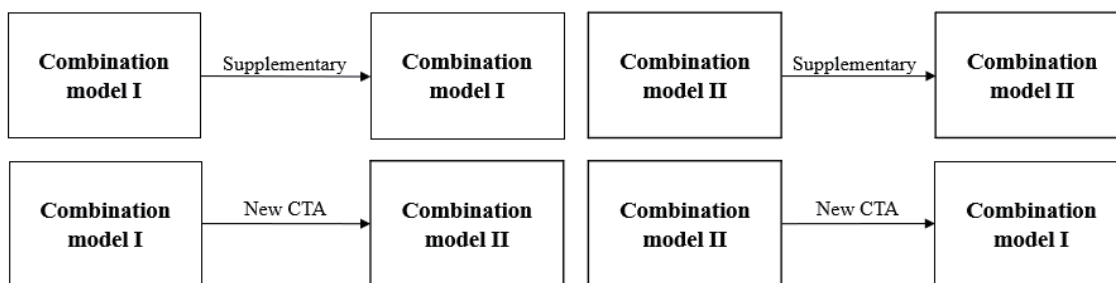 Combination
model I
Supplementary
Combination
model I
Combination
model II
Supplementary
Combination
model II
Combination
model I
New CTA
Combination
model II
Combination
model II
New CTA
Combination
model I